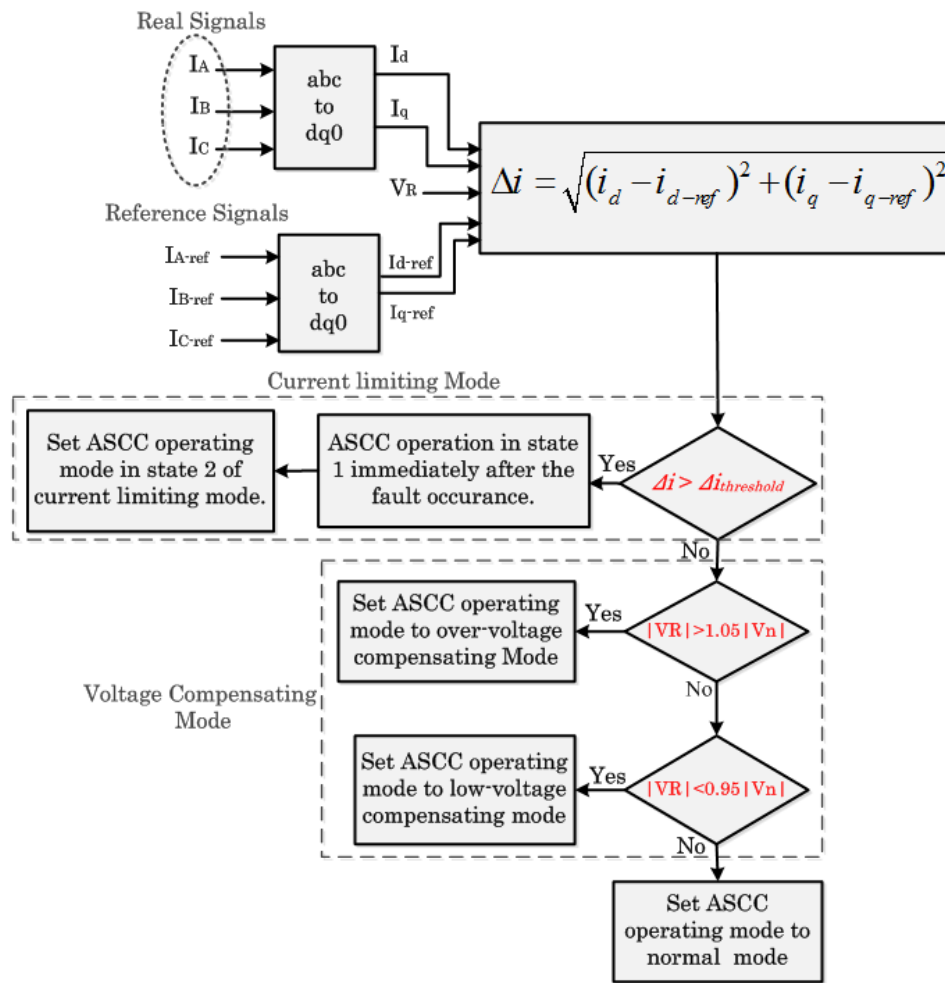 Real Signals
IA
IB
IC
abc
to
dq0
Id
Iq
VR
Δi = √(i_d − i_d−ref)² + (i_q − i_q−ref)²
Reference Signals
IA-ref
IB-ref
IC-ref
abc
to
dq0
Id-ref
Iq-ref
Current limiting Mode
Set ASCC operating
mode in state 2 of
current limiting mode.
ASCC operation in state
1 immediately after the
fault occurance.
Yes
Δi > Δithreshold
No
Set ASCC operating
mode to over-voltage
compensating Mode
Yes
|VR|>1.05|Vn|
No
Voltage Compensating
Mode
Set ASCC operating
mode to low-voltage
compensating mode
Yes
|VR|<0.95|Vn|
No
Set ASCC
operating mode to
normal mode